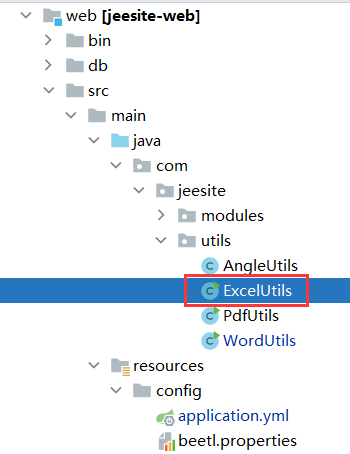 web [jeesite-web]
bin
db
src
main
java
com
jeesite
modules
utils
AngleUtils
ExcelUtils
PdfUtils
WordUtils
resources
config
application.yml
beetl.properties